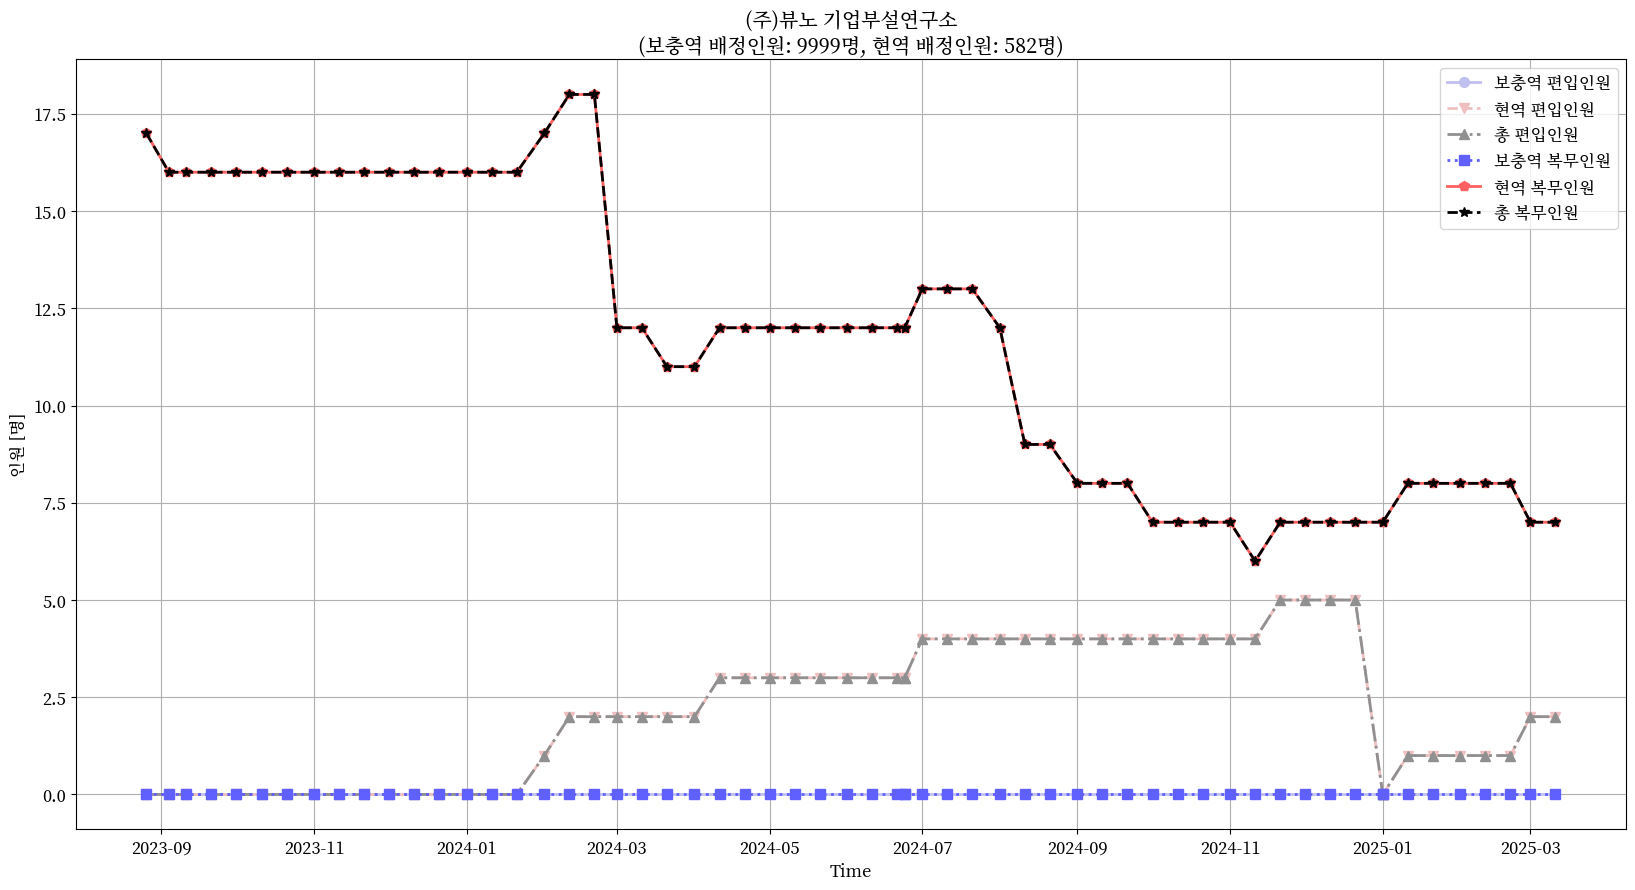 (주)뷰노 기업부설연구소
(보충역 배정인원: 9999명, 현역 배정인원: 582명)
보충역 편입인원
현역 편입인원
총 편입인원
보충역 복무인원
현역 복무인원
총 복무인원
인원 [명]
17.5
15.0
12.5
10.0
7.5
5.0
2.5
0.0
2023-09 2023-11 2024-01 2024-03 2024-05 2024-07 2024-09 2024-11 2025-01 2025-03
Time